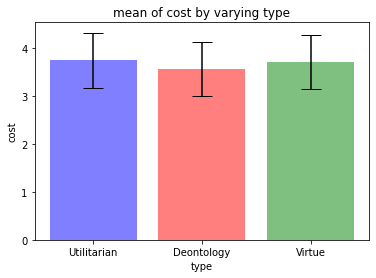 mean of cost by varying type
cost
4
3
2
1
0
Utilitarian Deontology Virtue
type